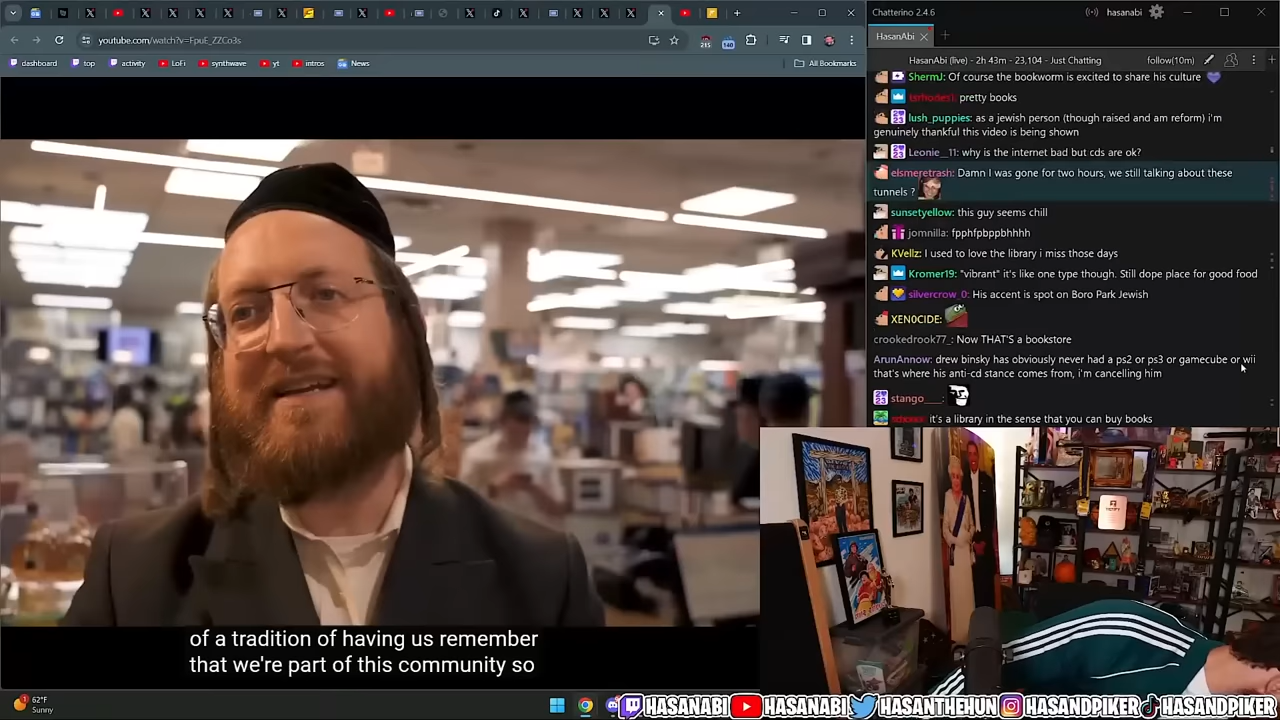 Chatterino 2.4.6
hasanabi
HasanAbi
youtube.com/watch?v=FpuE_ZZCo3s
215
140
dashboard
top
activity
LoFi
synthwave
yt
intros
News
All Bookmarks
HasanAbi (live) - 2h 43m - 23,104 - Just Chatting
follow(10m)
ShermJ: Of course the bookworm is excited to share his culture
pretty books
lush_puppies: as a jewish person (though raised and am reform) i'm
genuinely thankful this video is being shown
Leonie__11: why is the internet bad but cds are ok?
elsmeretrash: Damn I was gone for two hours, we still talking about these
tunnels ?
sunsetyellow: this guy seems chill
jomnilla: fpphfpbppbhhhh
KVellz: I used to love the library i miss those days
Kromer19: "vibrant" it's like one type though. Still dope place for good food
silvercrow_0: His accent is spot on Boro Park Jewish
XEN0CIDE:
crookedrook77_: Now THAT'S a bookstore
ArunAnnow: drew binsky has obviously never had a ps2 or ps3 or gamecube or wii
that's where his anti-cd stance comes from, i'm cancelling him
stango___:
it's a library in the sense that you can buy books
of a tradition of having us remember
that we're part of this community so
62°F
Sunny
HASANABI
HASANABI
HASANTHEHUN
HASANDPIKER
HASANDPIKER